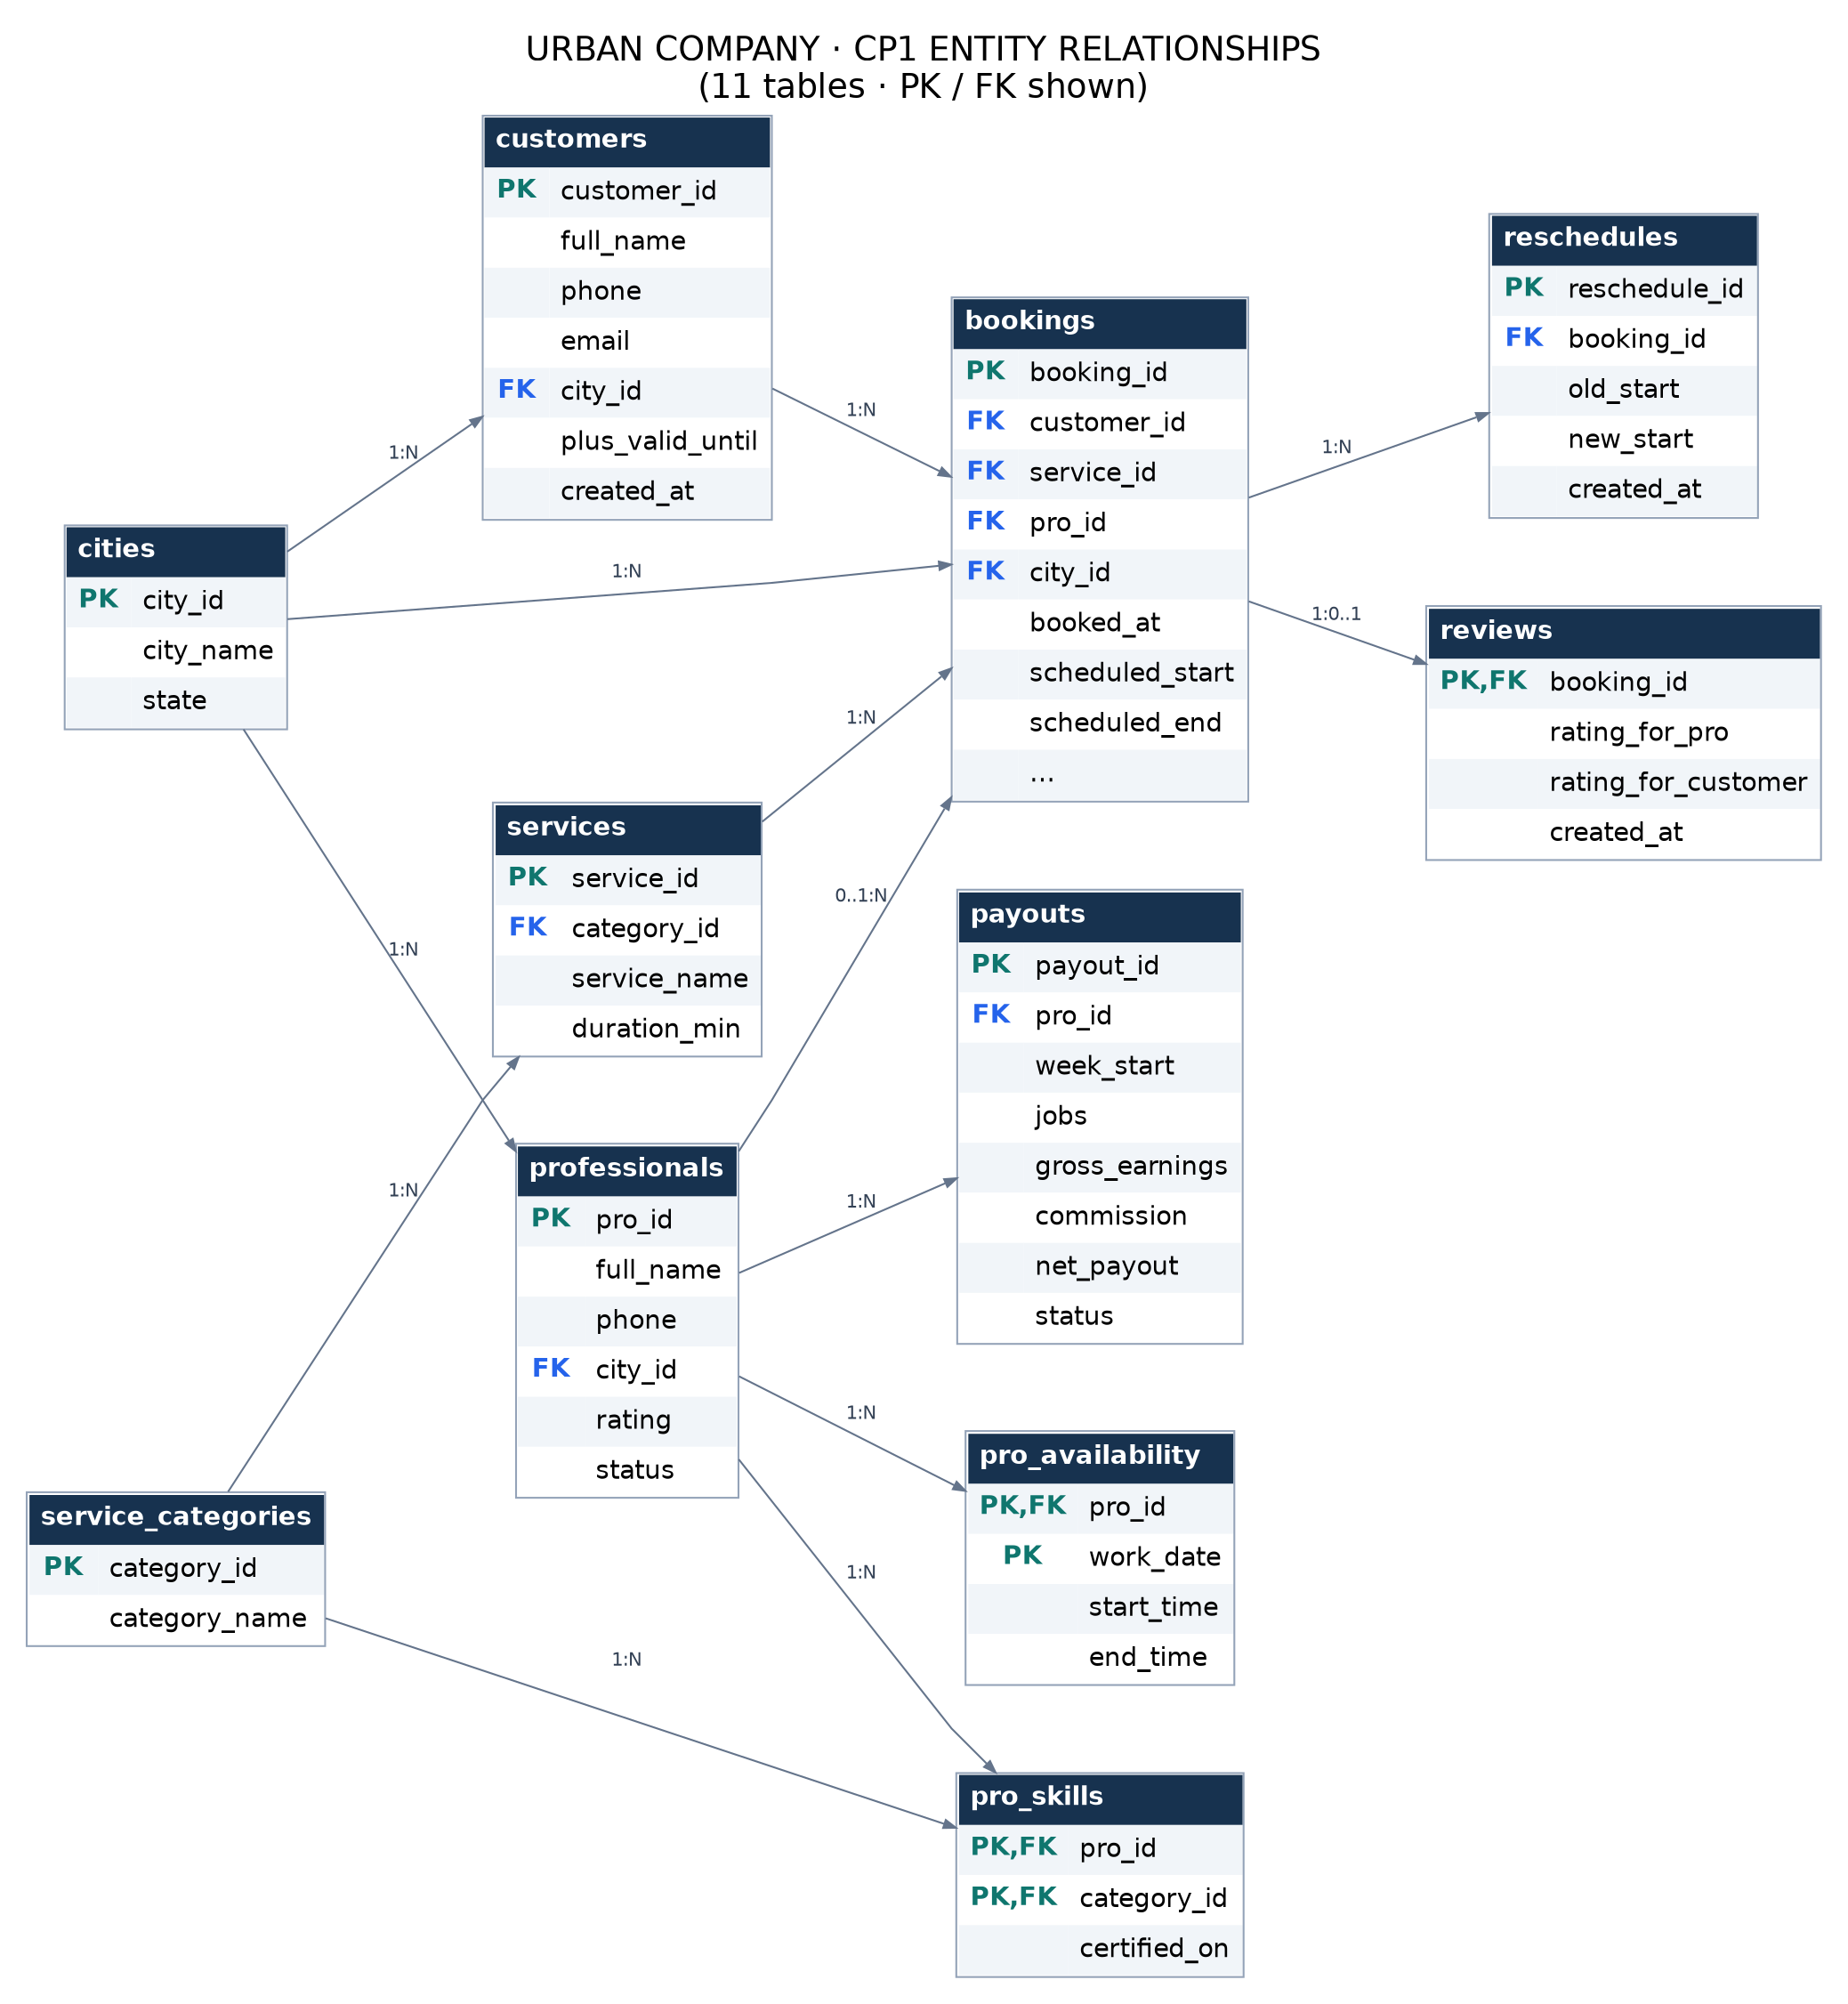 URBAN COMPANY · CP1 ENTITY RELATIONSHIPS
(11 tables · PK / FK shown)
customers
PK customer_id
full_name
phone
email
FK city_id
plus_valid_until
created_at
reschedules
PK reschedule_id
FK booking_id
old_start
new_start
created_at
bookings
PK booking_id
FK customer_id
FK service_id
FK pro_id
FK city_id
booked_at
scheduled_start
scheduled_end
...
1:N
1:N
1:N
1:N
cities
PK city_id
city_name
state
1:N
1:0..1
reviews
PK,FK booking_id
rating_for_pro
rating_for_customer
created_at
services
PK service_id
FK category_id
service_name
duration_min
0..1:N
1:N
payouts
PK payout_id
FK pro_id
week_start
jobs
gross_earnings
commission
net_payout
status
professionals
PK pro_id
full_name
phone
FK city_id
rating
status
1:N
1:N
1:N
1:N
pro_availability
PK,FK pro_id
PK work_date
start_time
end_time
service_categories
PK category_id
category_name
1:N
pro_skills
PK,FK pro_id
PK,FK category_id
certified_on